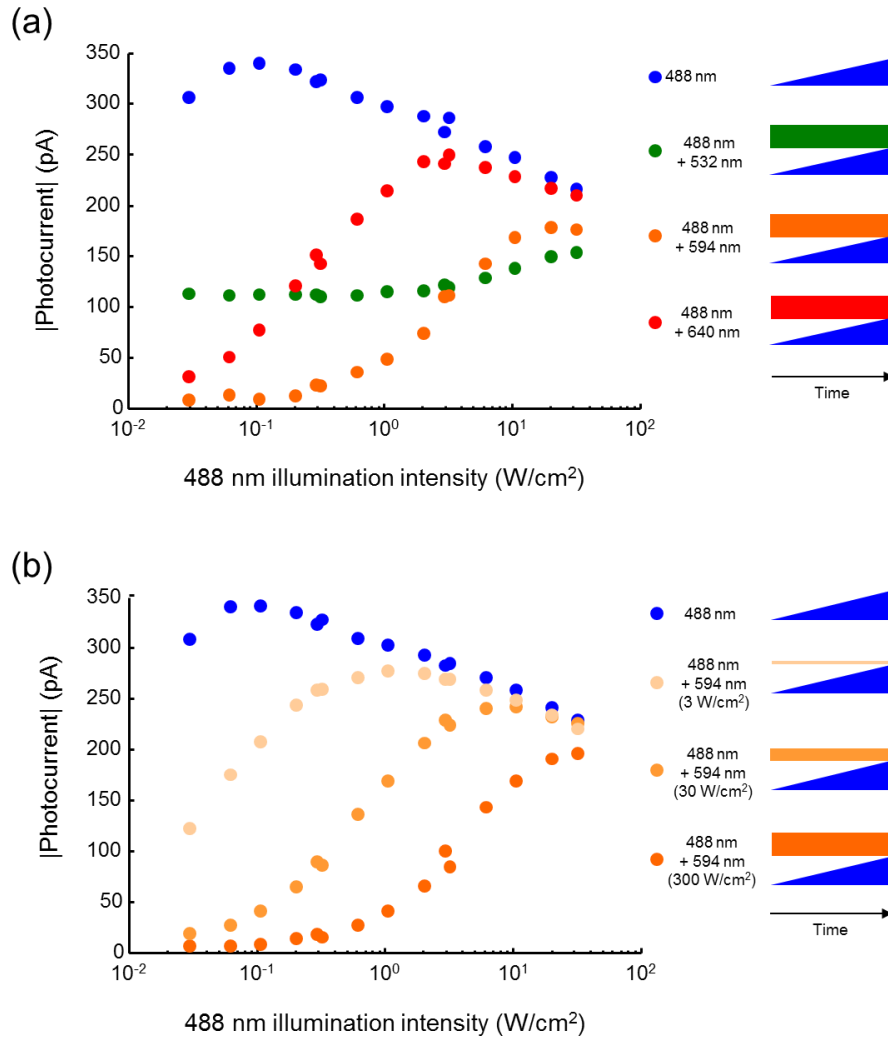 (a)
|Photocurrent| (pA)
350
300
250
200
150
100
50
0
10-2
10-1
100
101
102
488 nm illumination intensity (W/cm2)
488 nm
488 nm
+ 532 nm
488 nm
+ 594 nm
488 nm
+ 640 nm
Time
(b)
|Photocurrent| (pA)
350
300
250
200
150
100
50
0
10-2
10-1
100
101
102
488 nm illumination intensity (W/cm2)
488 nm
488 nm
+ 594 nm
(3 W/cm2)
488 nm
+ 594 nm
(30 W/cm2)
488 nm
+ 594 nm
(300 W/cm2)
Time